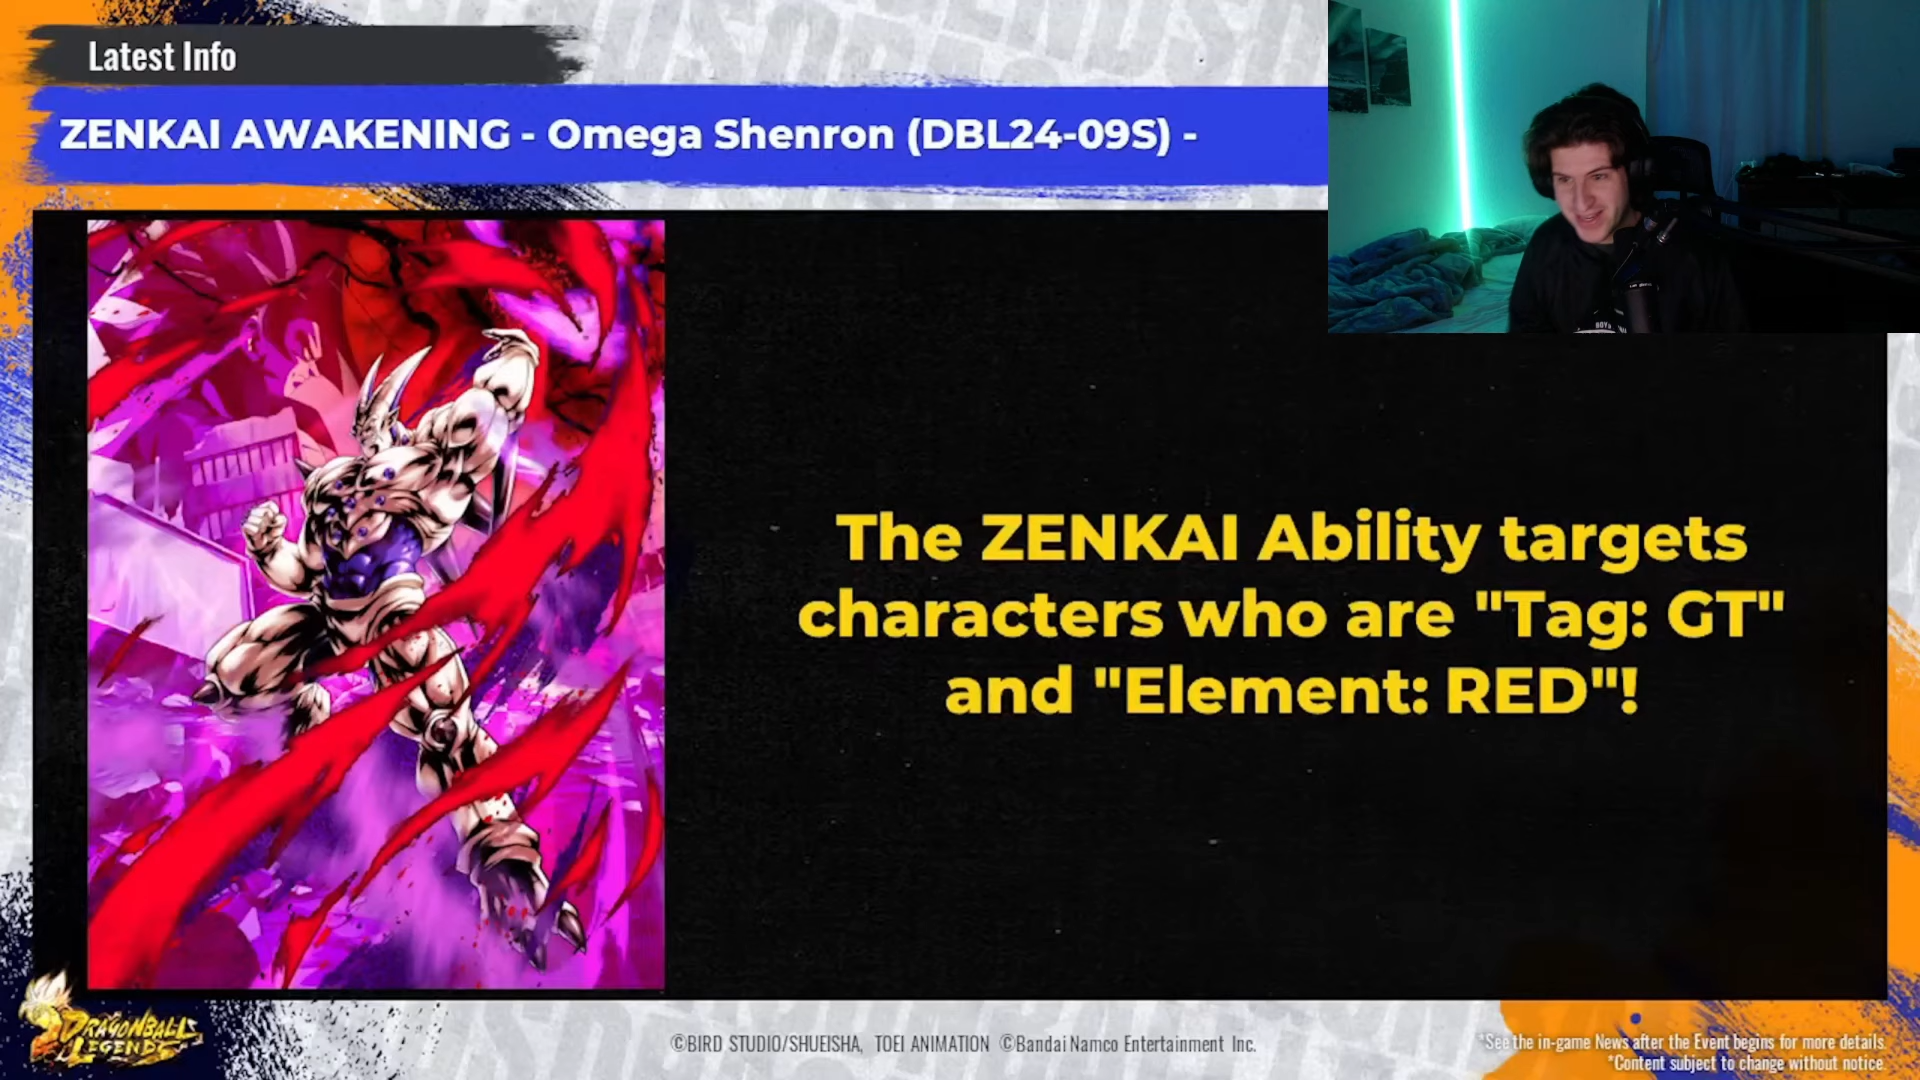 Latest Info
ZENKAI AWAKENING - Omega Shenron (DBL24-09S) -
The ZENKAI Ability targets
characters who are "Tag: GT"
and "Element: RED"!
DRAGONBALL
LEGENDS
©BIRD STUDIO/SHUEISHA, TOEI ANIMATION ©Bandai Namco Entertainment Inc.
*See the in-game News after the Event begins for more details.
*Content subject to change without notice.